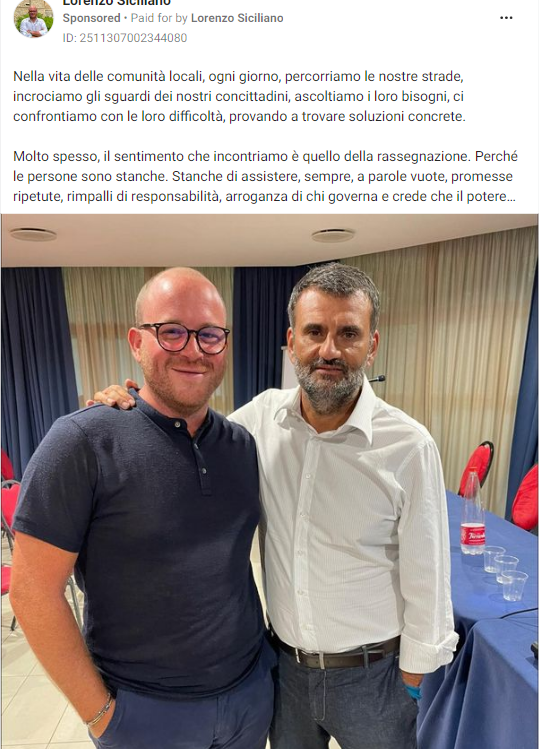 Lorenzo Siciliano
Sponsored • Paid for by Lorenzo Siciliano
ID: 2511307002344080
Nella vita delle comunità locali, ogni giorno, percorriamo le nostre strade,
incrociamo gli sguardi dei nostri concittadini, ascoltiamo i loro bisogni, ci
confrontiamo con le loro difficoltà, provando a trovare soluzioni concrete.
Molto spesso, il sentimento che incontriamo è quello della rassegnazione. Perché
le persone sono stanche. Stanche di assistere, sempre, a parole vuote, promesse
ripetute, rimpalli di responsabilità, arroganza di chi governa e crede che il potere...